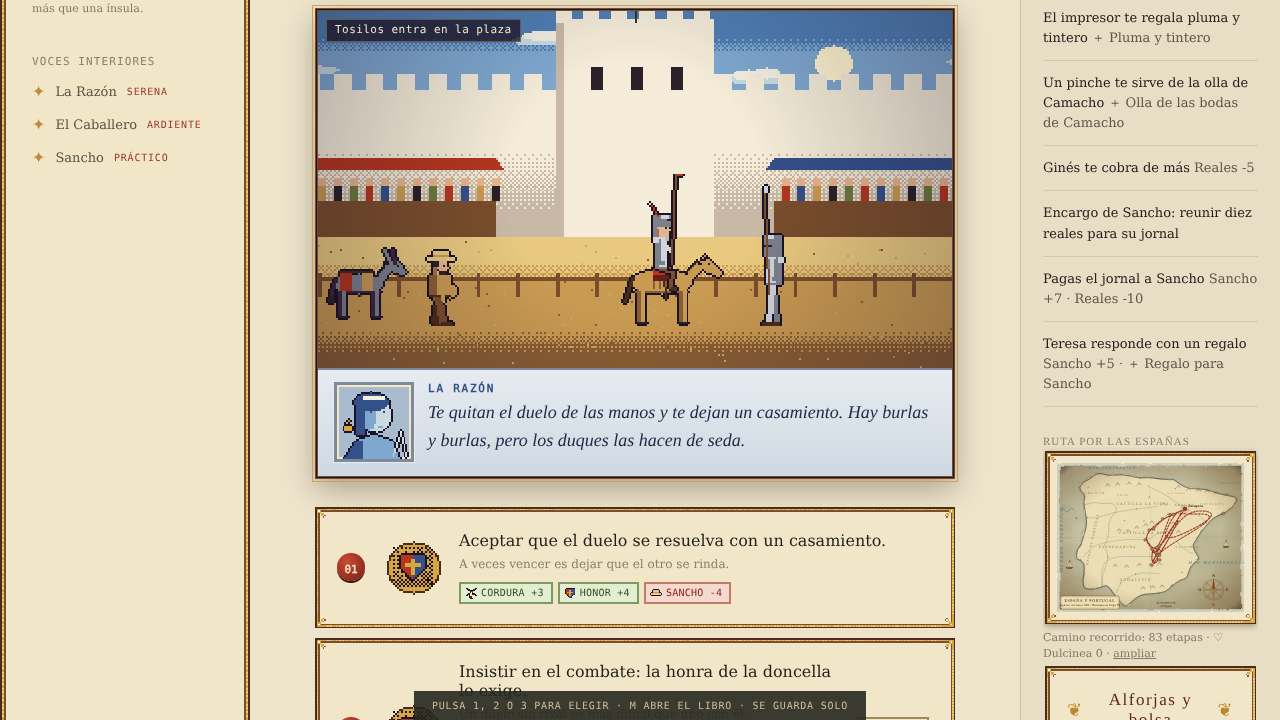 más que una ínsula.
VOCES INTERIORES
✦ La Razón SERENA
✦ El Caballero ARDIENTE
✦ Sancho PRÁCTICO
Tosilos entra en la plaza
LA RAZÓN
Te quitan el duelo de las manos y te dejan un casamiento. Hay burlas
y burlas, pero los duques las hacen de seda.
01
Aceptar que el duelo se resuelva con un casamiento.
A veces vencer es dejar que el otro se rinda.
CORDURA +3 HONOR +4 SANCHO -4
Insistir en el combate: la honra de la doncella
lo exige.
PULSA 1, 2 O 3 PARA ELEGIR · M ABRE EL LIBRO · SE GUARDA SOLO
El impresor te regala pluma y
tintero + Pluma y tintero
Un pinche te sirve de la olla de
Camacho + Olla de las bodas
de Camacho
Ginés te cobra de más Reales -5
Encargo de Sancho: reunir diez
reales para su jornal
Pagas el jornal a Sancho Sancho
+7 · Reales -10
Teresa responde con un regalo
Sancho +5 · + Regalo para
Sancho
RUTA POR LAS ESPAÑAS
ESPAÑA Y PORTUGAL
Camino recorrido: 83 etapas · ♡
Dulcinea 0 · ampliar
Alforjas y
bolsa